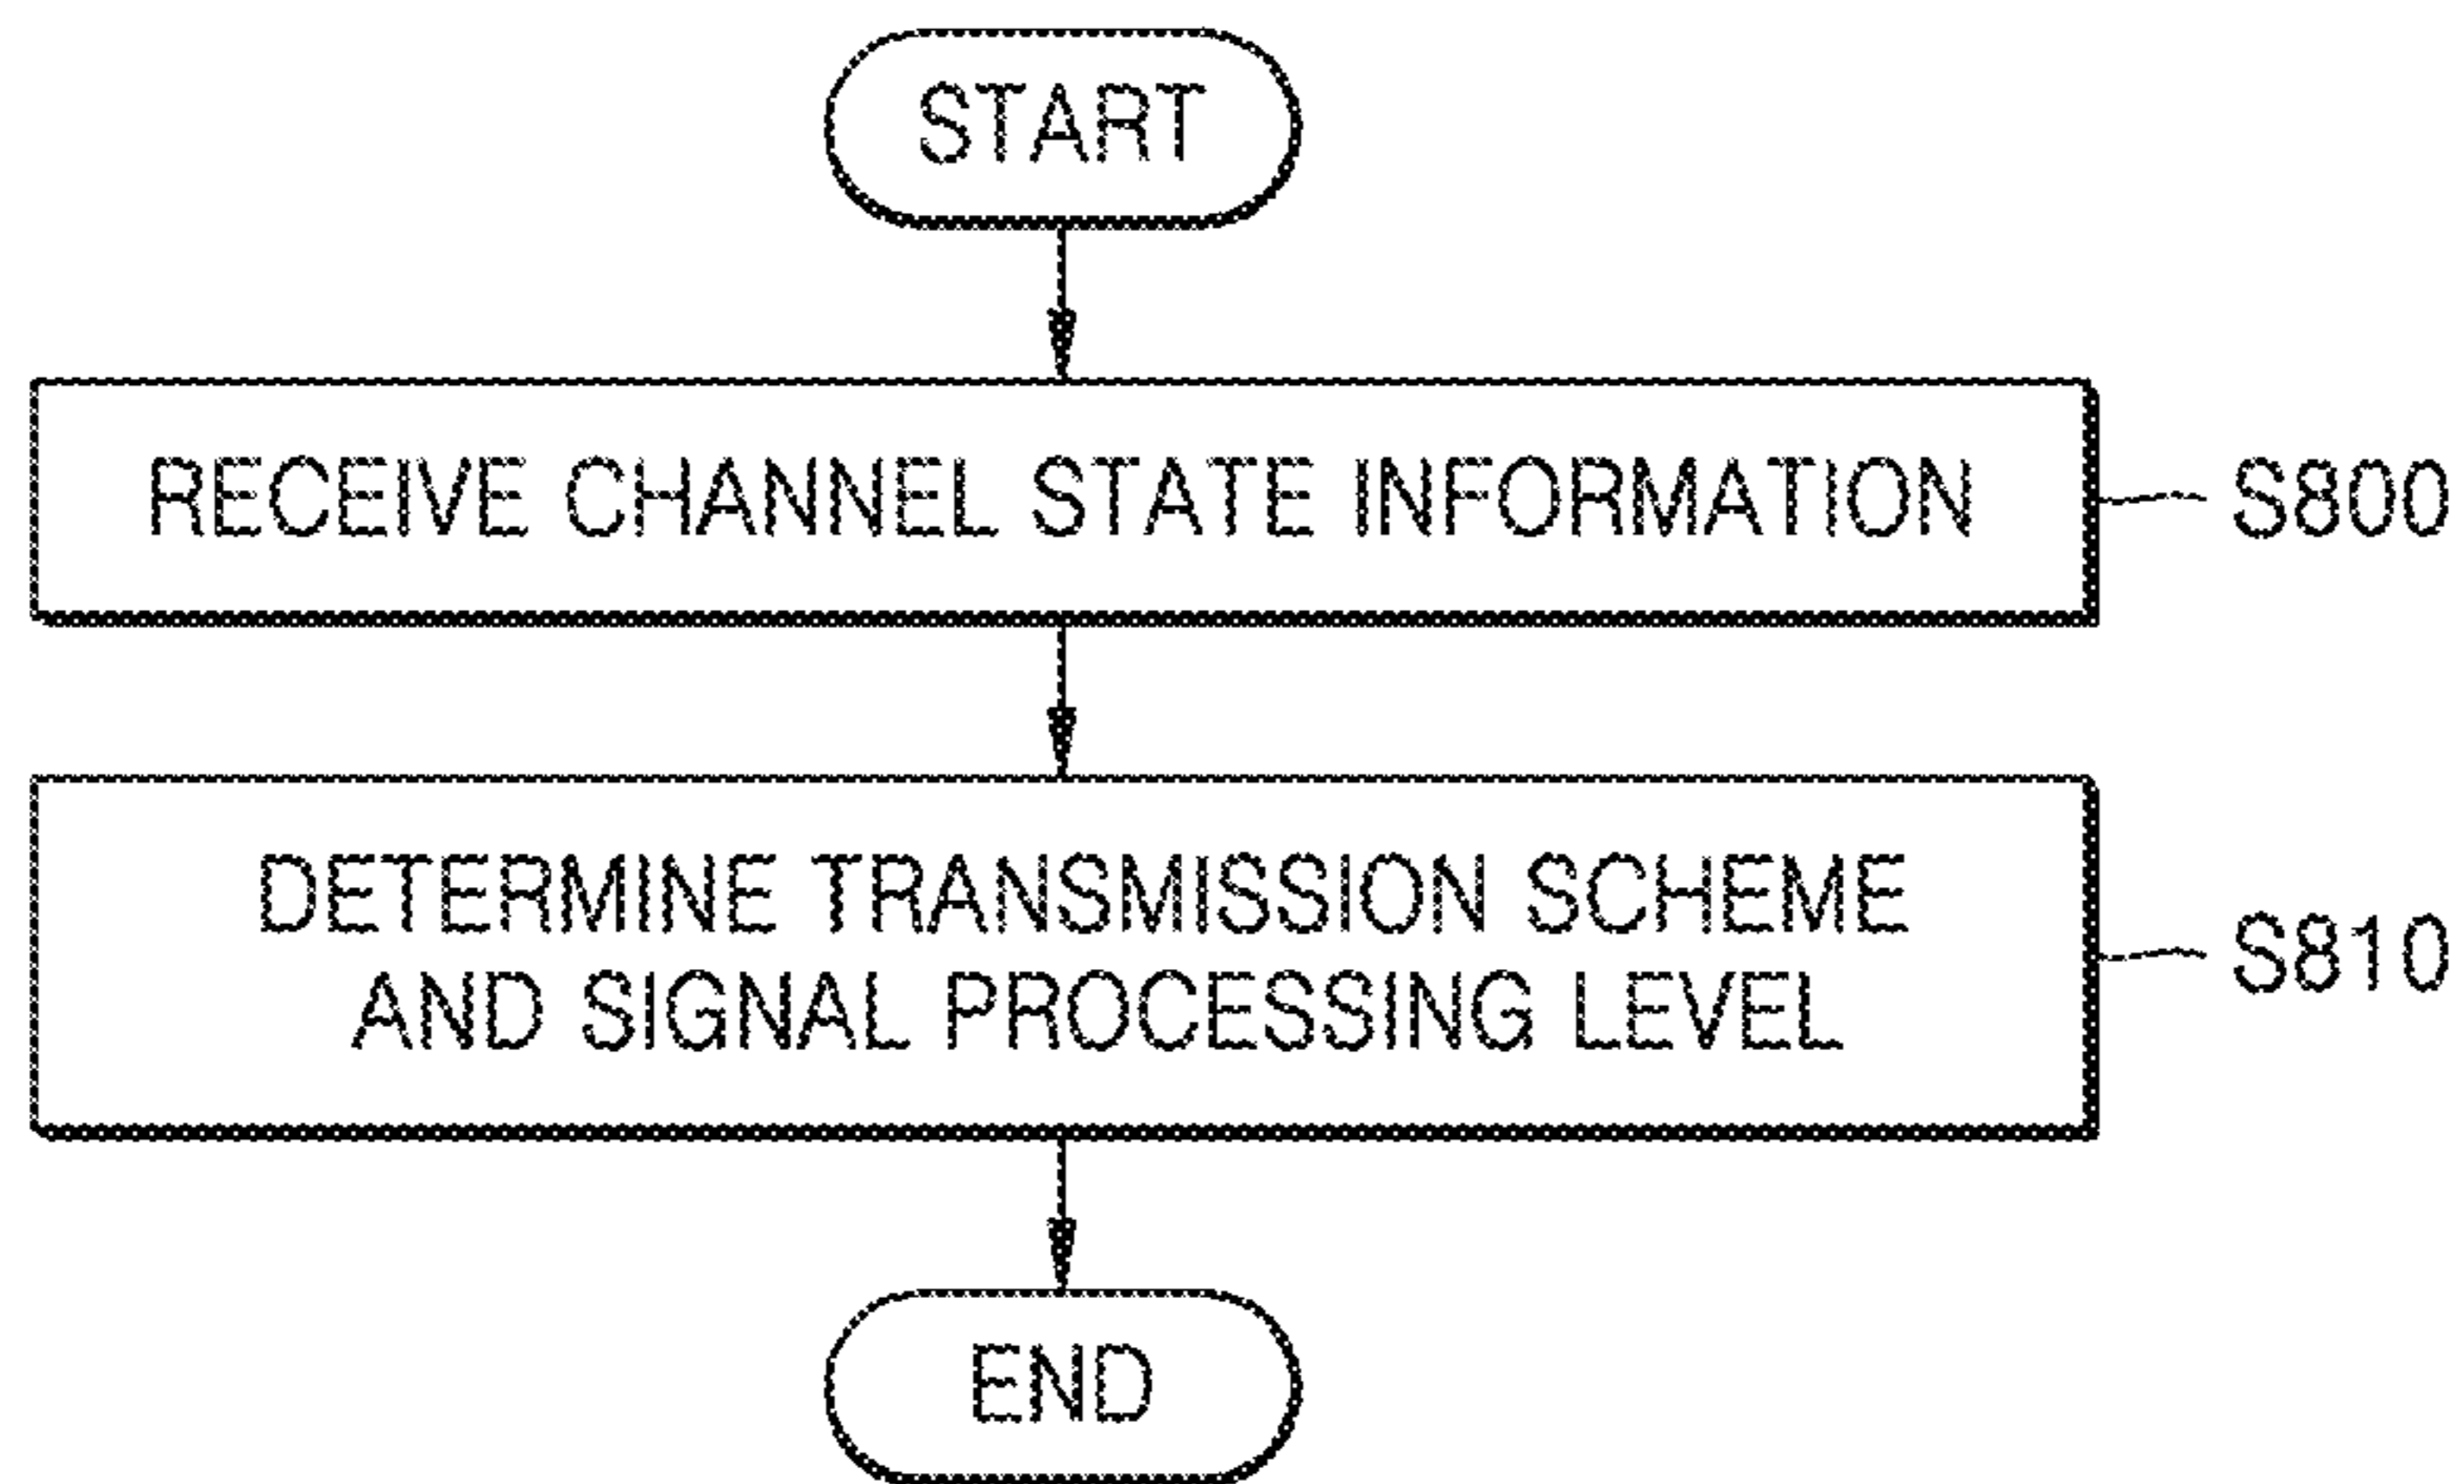 START
RECEIVE CHANNEL STATE INFORMATION
S800
DETERMINE TRANSMISSION SCHEME
AND SIGNAL PROCESSING LEVEL
S810
END